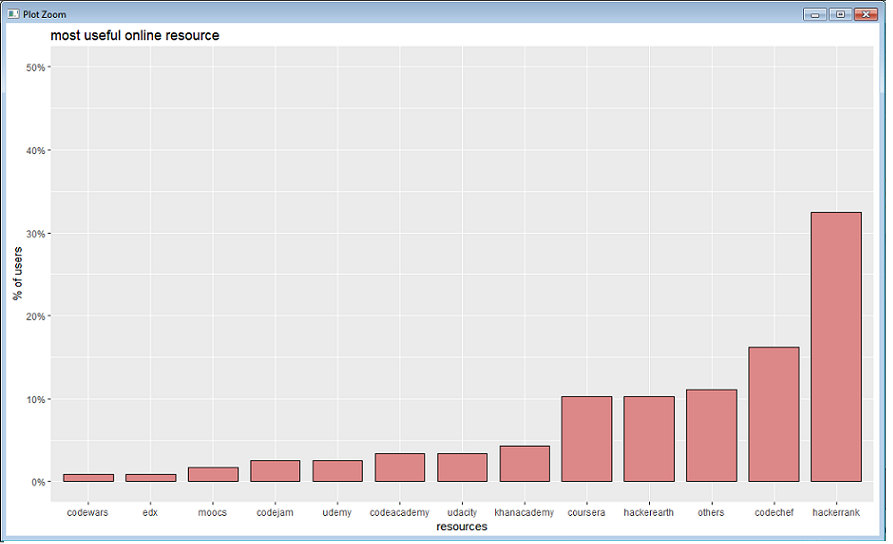 Plot Zoom
most useful online resource
50%
40%
30%
20%
10%
0%
% of users
codewars edx moocs codejam udemy codeacademy udacity khanacademy coursera hackerearth others codechef hackerrank
resources